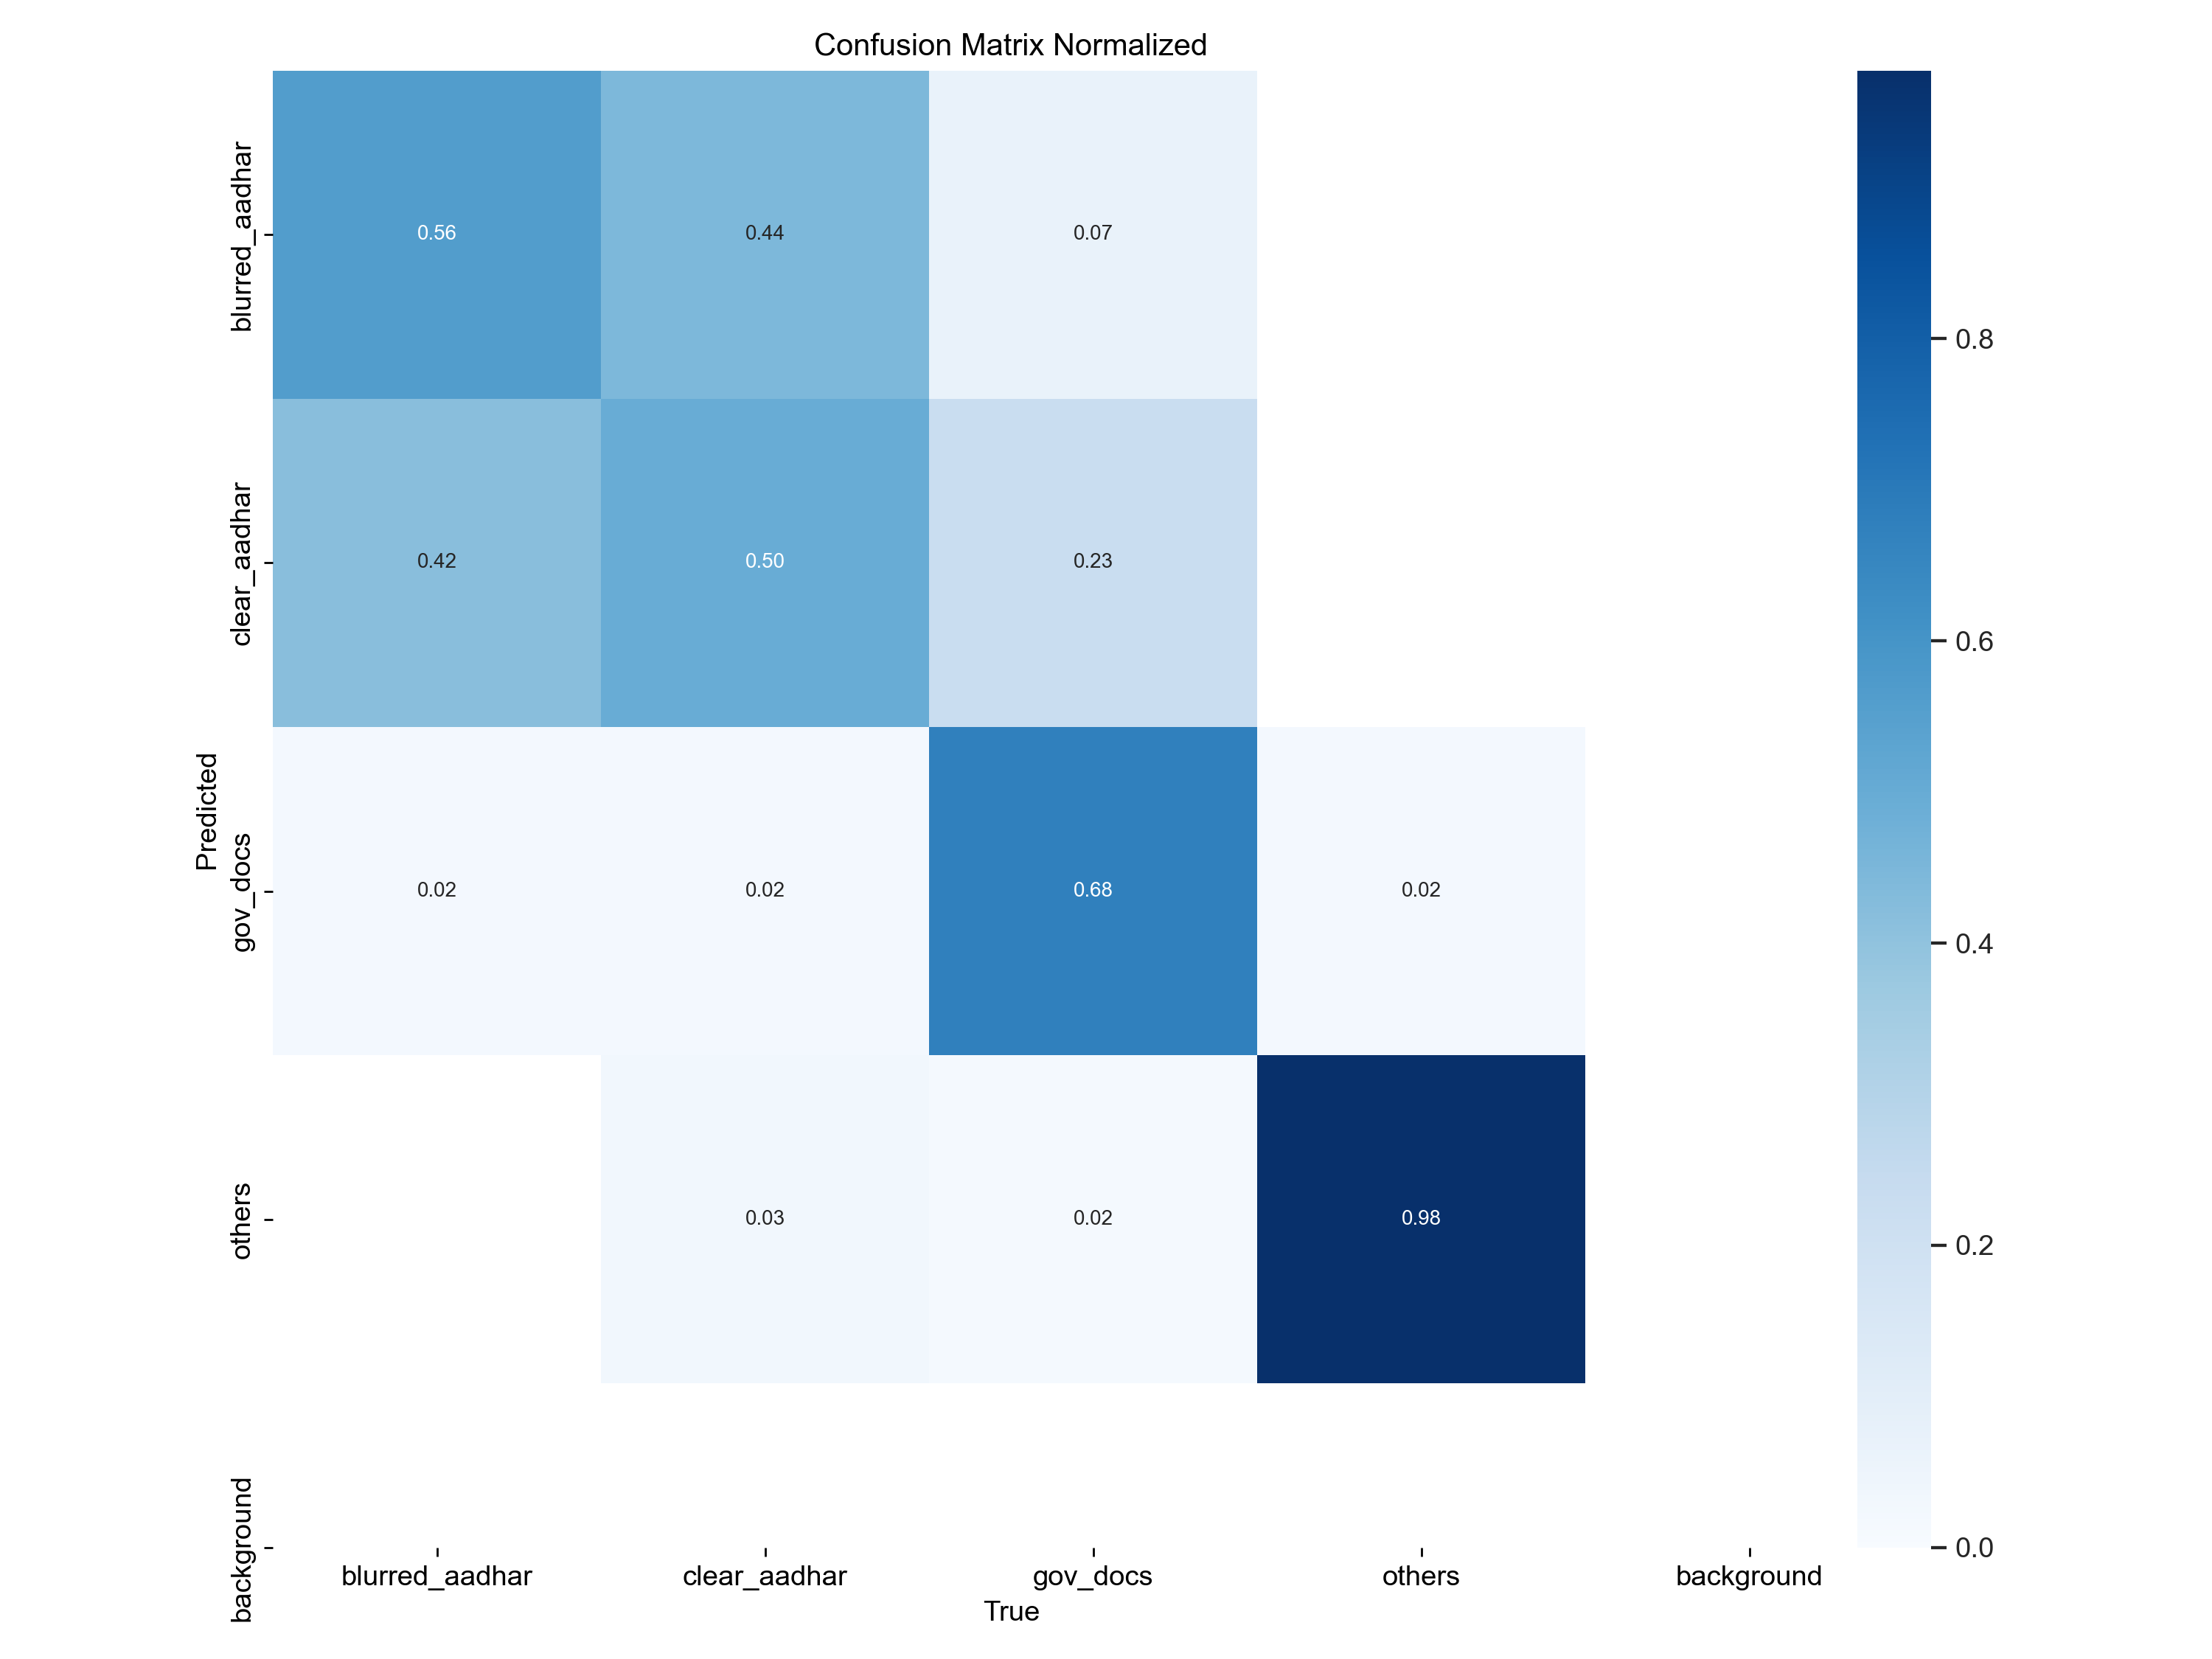 Confusion Matrix Normalized
Predicted
blurred_aadhar
0.56 0.44 0.07
clear_aadhar
0.42 0.50 0.23
gov_docs
0.02 0.02 0.68 0.02
others
0.03 0.02 0.98
background
blurred_aadhar clear_aadhar gov_docs others background
True
0.8
0.6
0.4
0.2
0.0